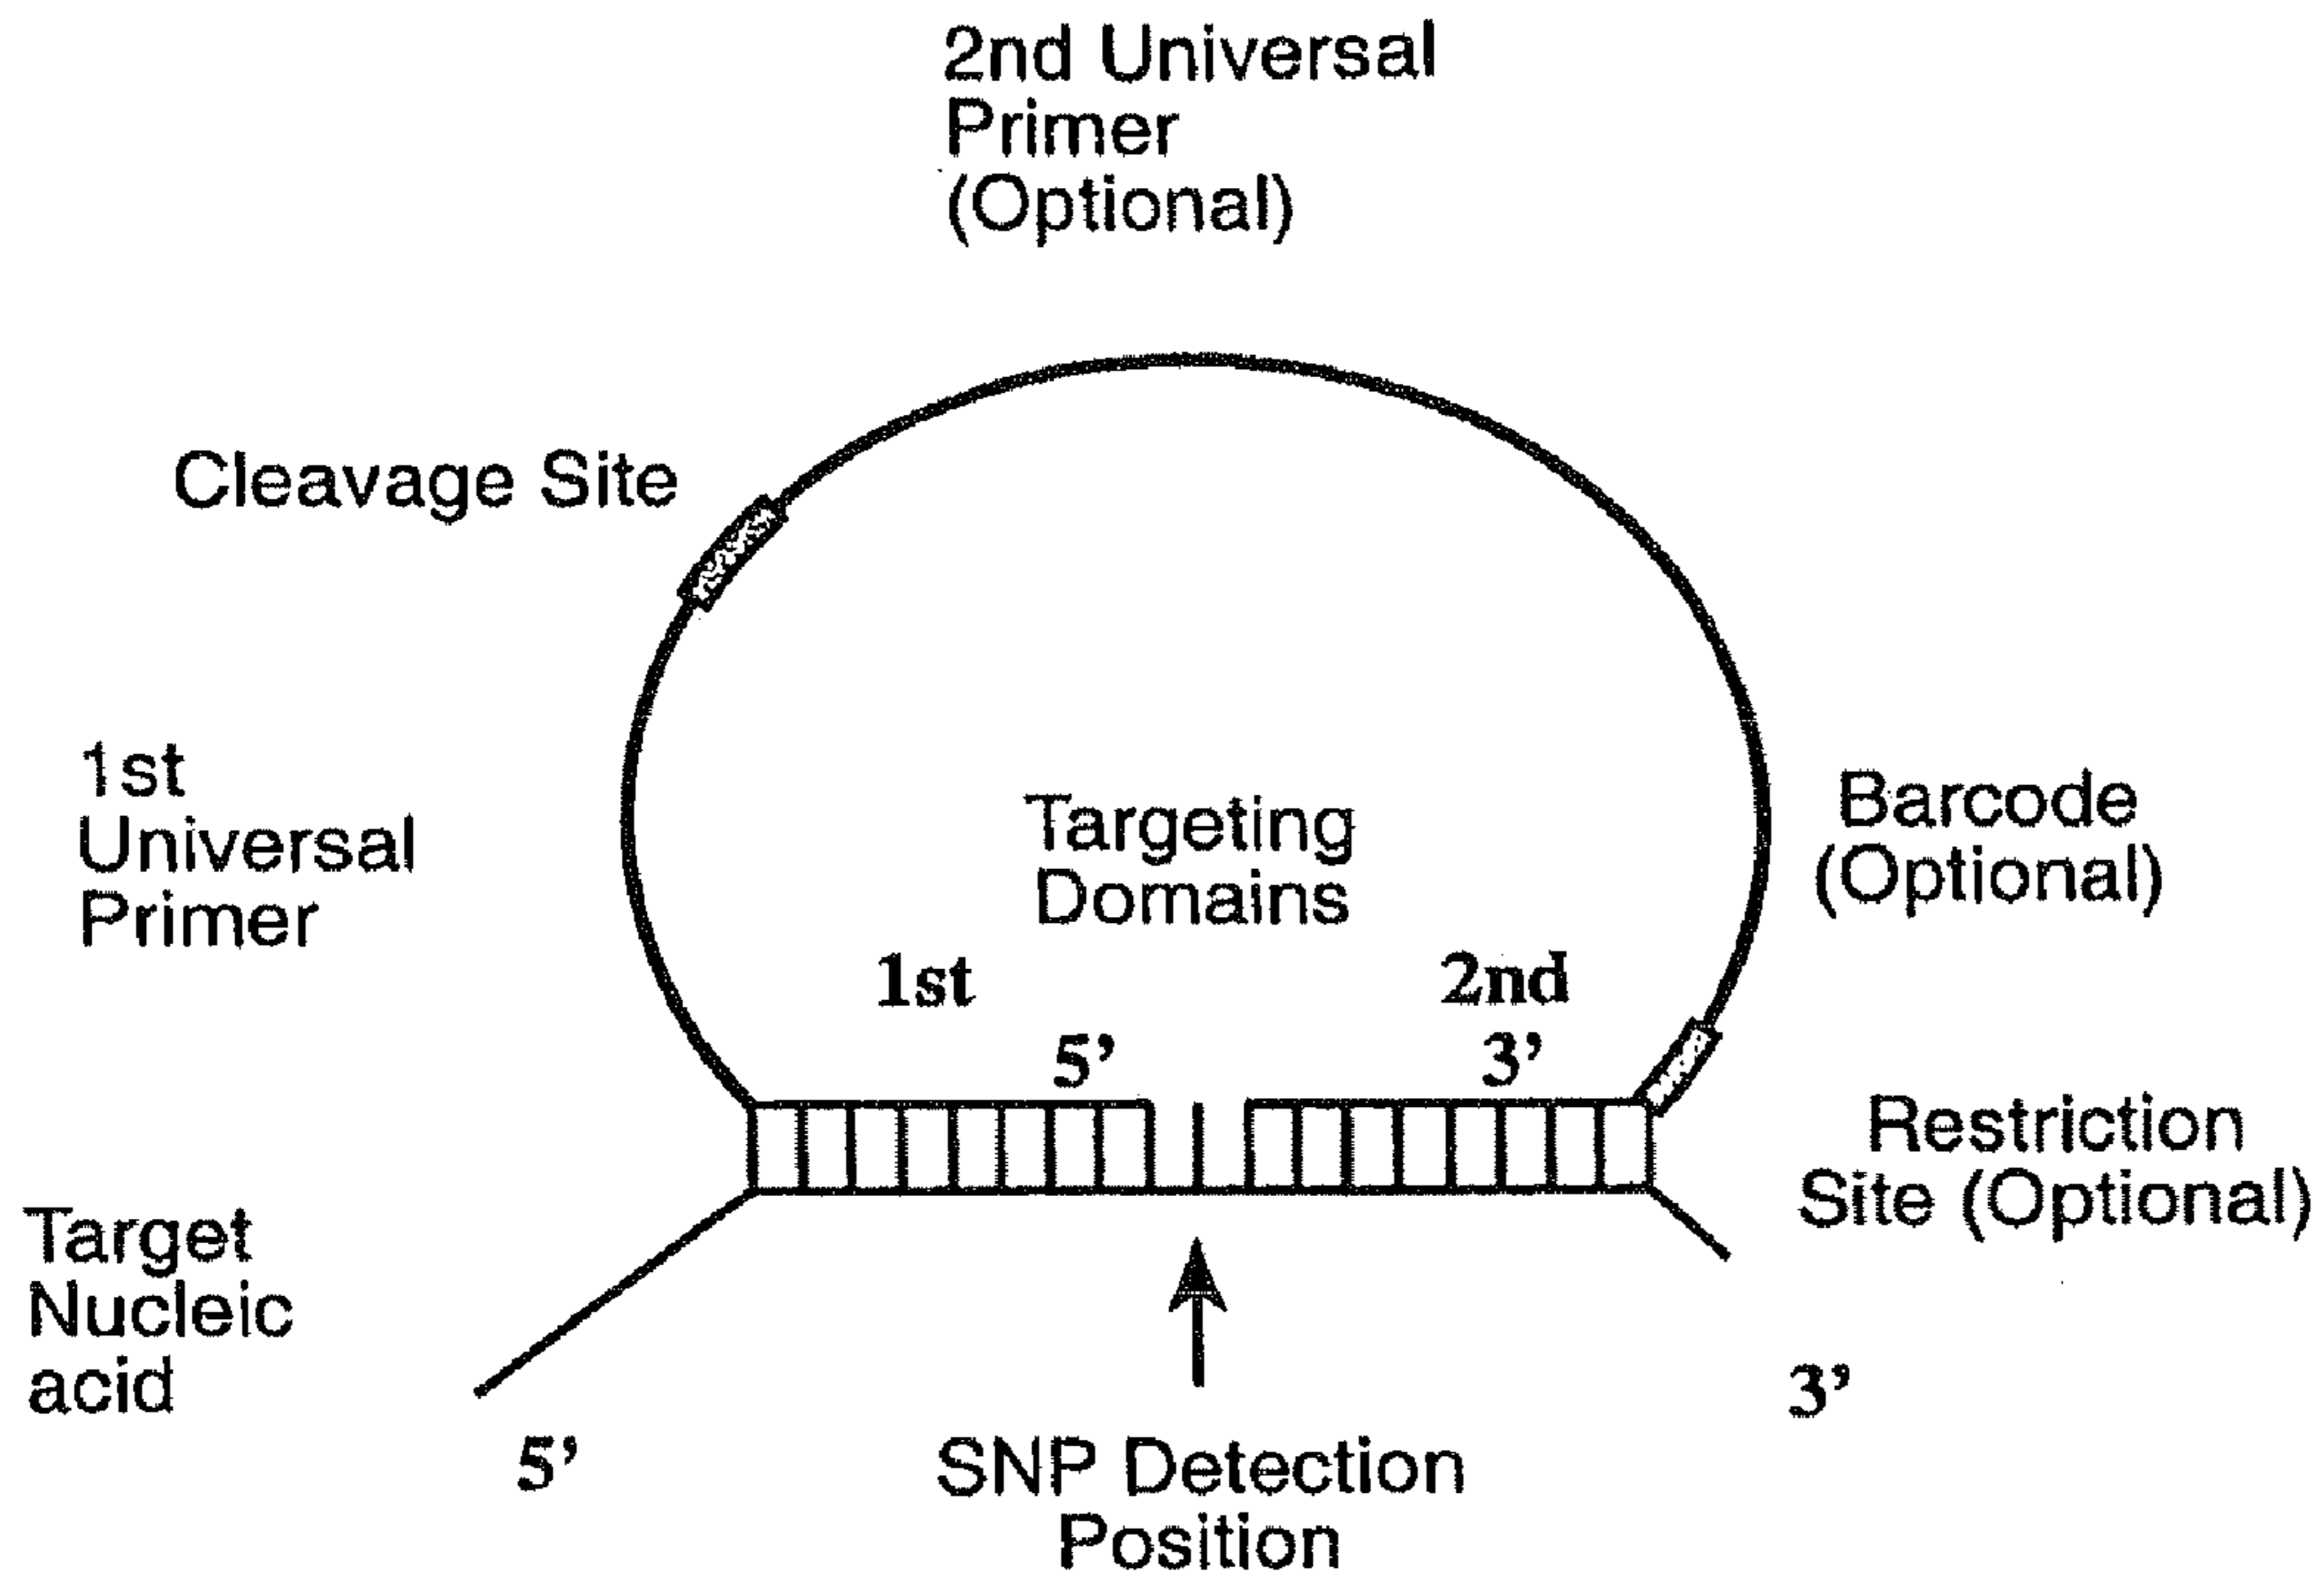 2nd Universal
Primer
(Optional)
Cleavage Site
1st
Universal
Primer
Targeting
Domains
1st
2nd
5’
3’
Barcode
(Optional)
Restriction
Site (Optional)
Target
Nucleic
acid
5’
3’
SNP Detection
Position